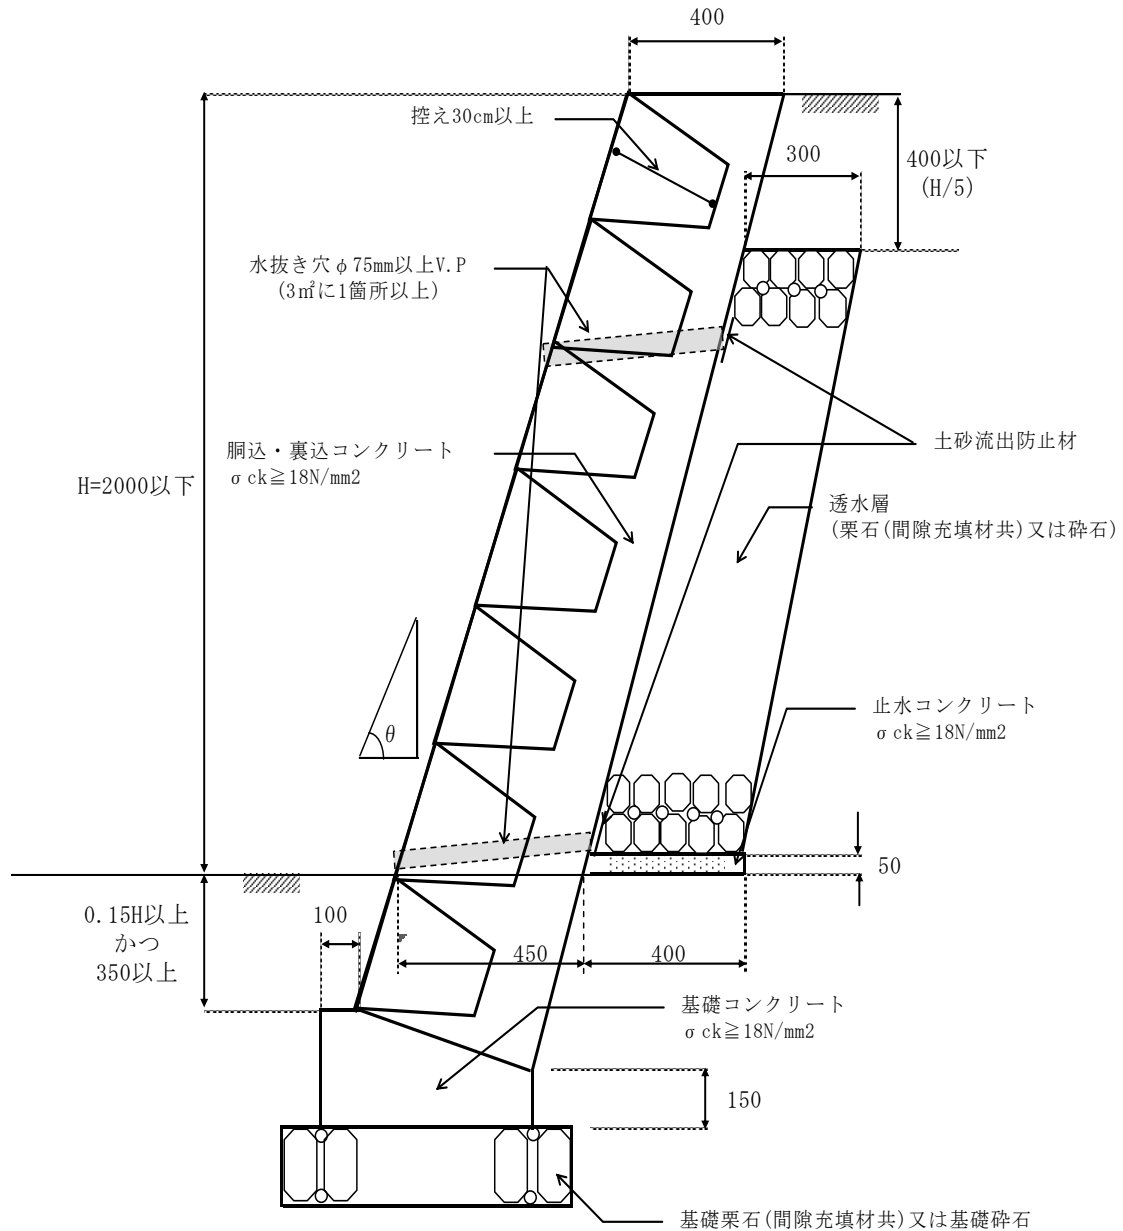 400
控え30cm以上
300
400以下
(H/5)
水抜き穴φ75mm以上V.P
(3㎡に1箇所以上)
胴込・裏込コンクリート
σck≧18N/mm2
土砂流出防止材
H=2000以下
透水層
(栗石(間隙充填材共)又は砕石)
θ
止水コンクリート
σck≧18N/mm2
50
0.15H以上
かつ
350以上
100
450
400
基礎コンクリート
σck≧18N/mm2
150
基礎栗石(間隙充填材共)又は基礎砕石